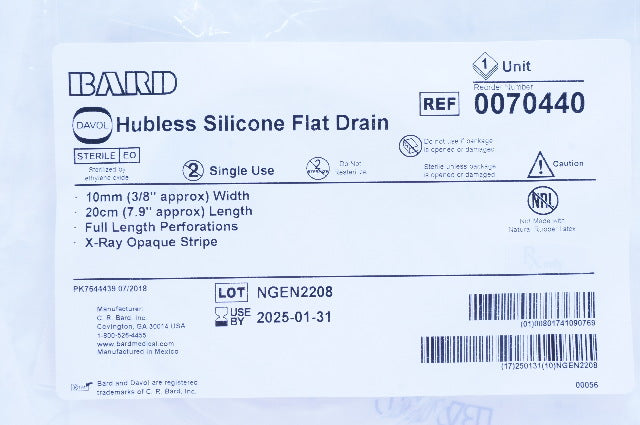 BARD
1 Unit
Reorder Number
REF 0070440
DAVOL Hubless Silicone Flat Drain
STERILE EO
Sterilized by
ethylene oxide
2 Single Use
2 Do Not
Do not use if package
is opened or damaged
Sterile unless package
is opened or damaged
Caution
· 10mm (3/8" approx) Width
· 20cm (7.9" approx) Length
· Full Length Perforations
· X-Ray Opaque Stripe
NRL
Not Made with
Natural Rubber Latex
PK7644439 07/2018
LOT NGEN2208
USE
BY 2025-01-31
Manufacturer:
C. R. Bard, Inc.
Covington, GA 30014 USA
1-800-526-4455
www.bardmedical.com
Manufactured in Mexico
(01)00801741090769
(17)250131(10)NGEN2208
Bard and Davol are registered
trademarks of C. R. Bard, Inc.
00056